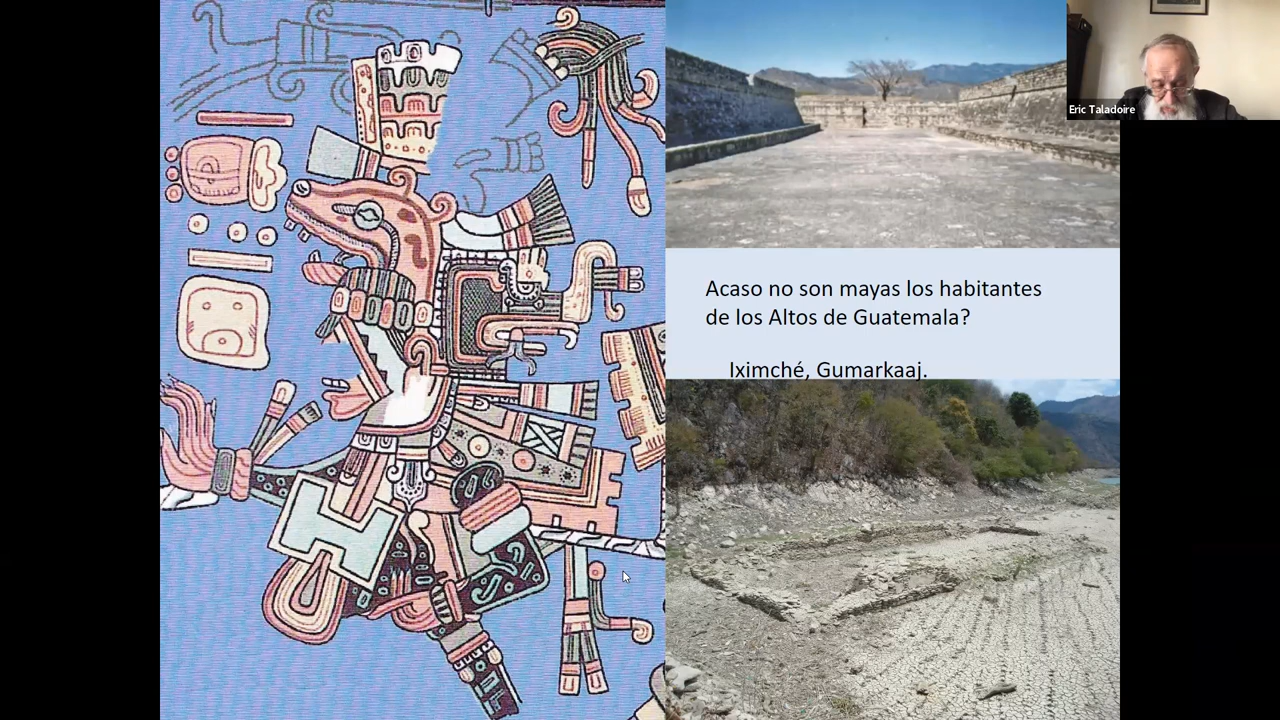 Eric Taladoire
Acaso no son mayas los habitantes
de los Altos de Guatemala?
Iximché, Gumarkaaj.